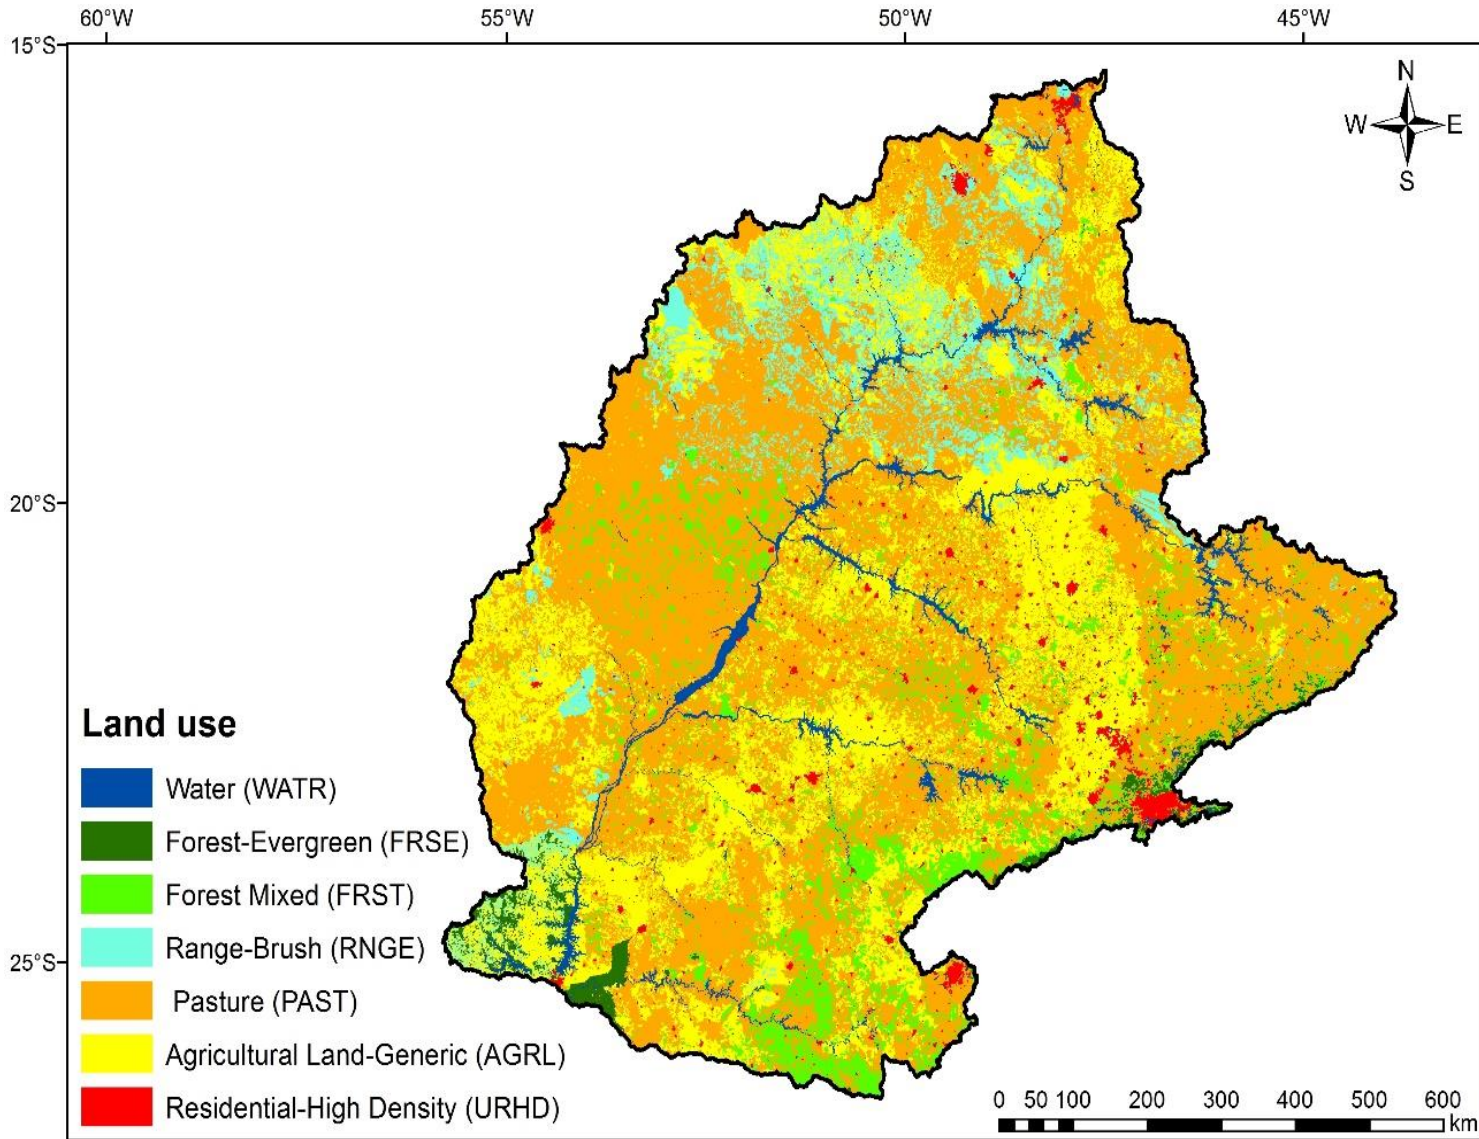 60°W 55°W 50°W 45°W
15°S
N
W E
S
20°S
25°S
Land use
Water (WATR)
Forest-Evergreen (FRSE)
Forest Mixed (FRST)
Range-Brush (RNGE)
Pasture (PAST)
Agricultural Land-Generic (AGRL)
Residential-High Density (URHD)
0 50 100 200 300 400 500 600
km